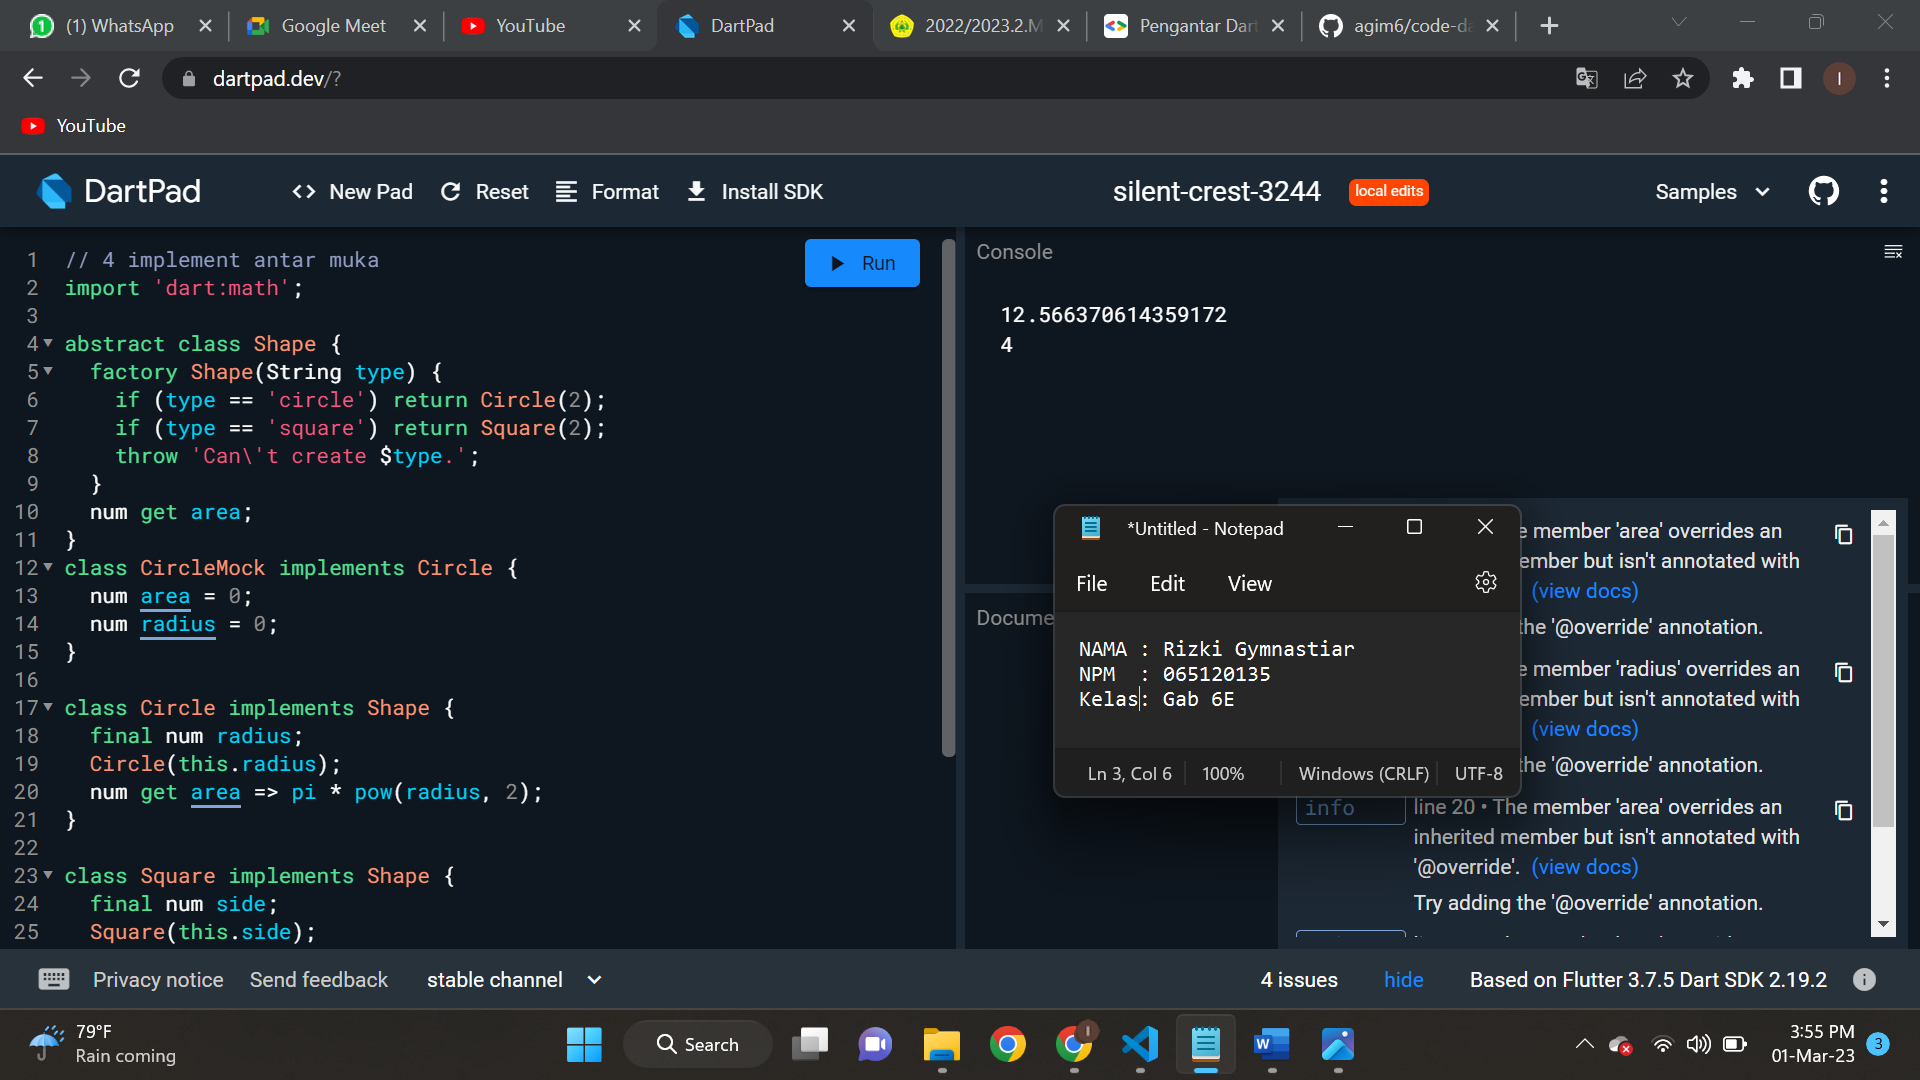 (1) WhatsApp
Google Meet
YouTube
DartPad
2022/2023.2.M
Pengantar Dart
agim6/code-da
dartpad.dev/?
I
YouTube
DartPad
New Pad
Reset
Format
Install SDK
silent-crest-3244
local edits
Samples
1 // 4 implement antar muka
2 import 'dart:math';
3
4 abstract class Shape {
5 factory Shape(String type) {
6 if (type == 'circle') return Circle(2);
7 if (type == 'square') return Square(2);
8 throw 'Can\'t create $type.';
9 }
10 num get area;
11 }
12 class CircleMock implements Circle {
13 num area = 0;
14 num radius = 0;
15 }
16
17 class Circle implements Shape {
18 final num radius;
19 Circle(this.radius);
20 num get area => pi * pow(radius, 2);
21 }
22
23 class Square implements Shape {
24 final num side;
25 Square(this.side);
Run
Console
12.566370614359172
4
Docume
*Untitled - Notepad
File Edit View
NAMA : Rizki Gymnastiar
NPM : 065120135
Kelas: Gab 6E
Ln 3, Col 6
100%
Windows (CRLF)
UTF-8
e member 'area' overrides an
ember but isn't annotated with
(view docs)
the '@override' annotation.
e member 'radius' overrides an
ember but isn't annotated with
(view docs)
the '@override' annotation.
info
line 20 • The member 'area' overrides an
inherited member but isn't annotated with
'@override'. (view docs)
Try adding the '@override' annotation.
Privacy notice
Send feedback
stable channel
4 issues
hide
Based on Flutter 3.7.5 Dart SDK 2.19.2
79°F
Rain coming
Search
3:55 PM
01-Mar-23
3